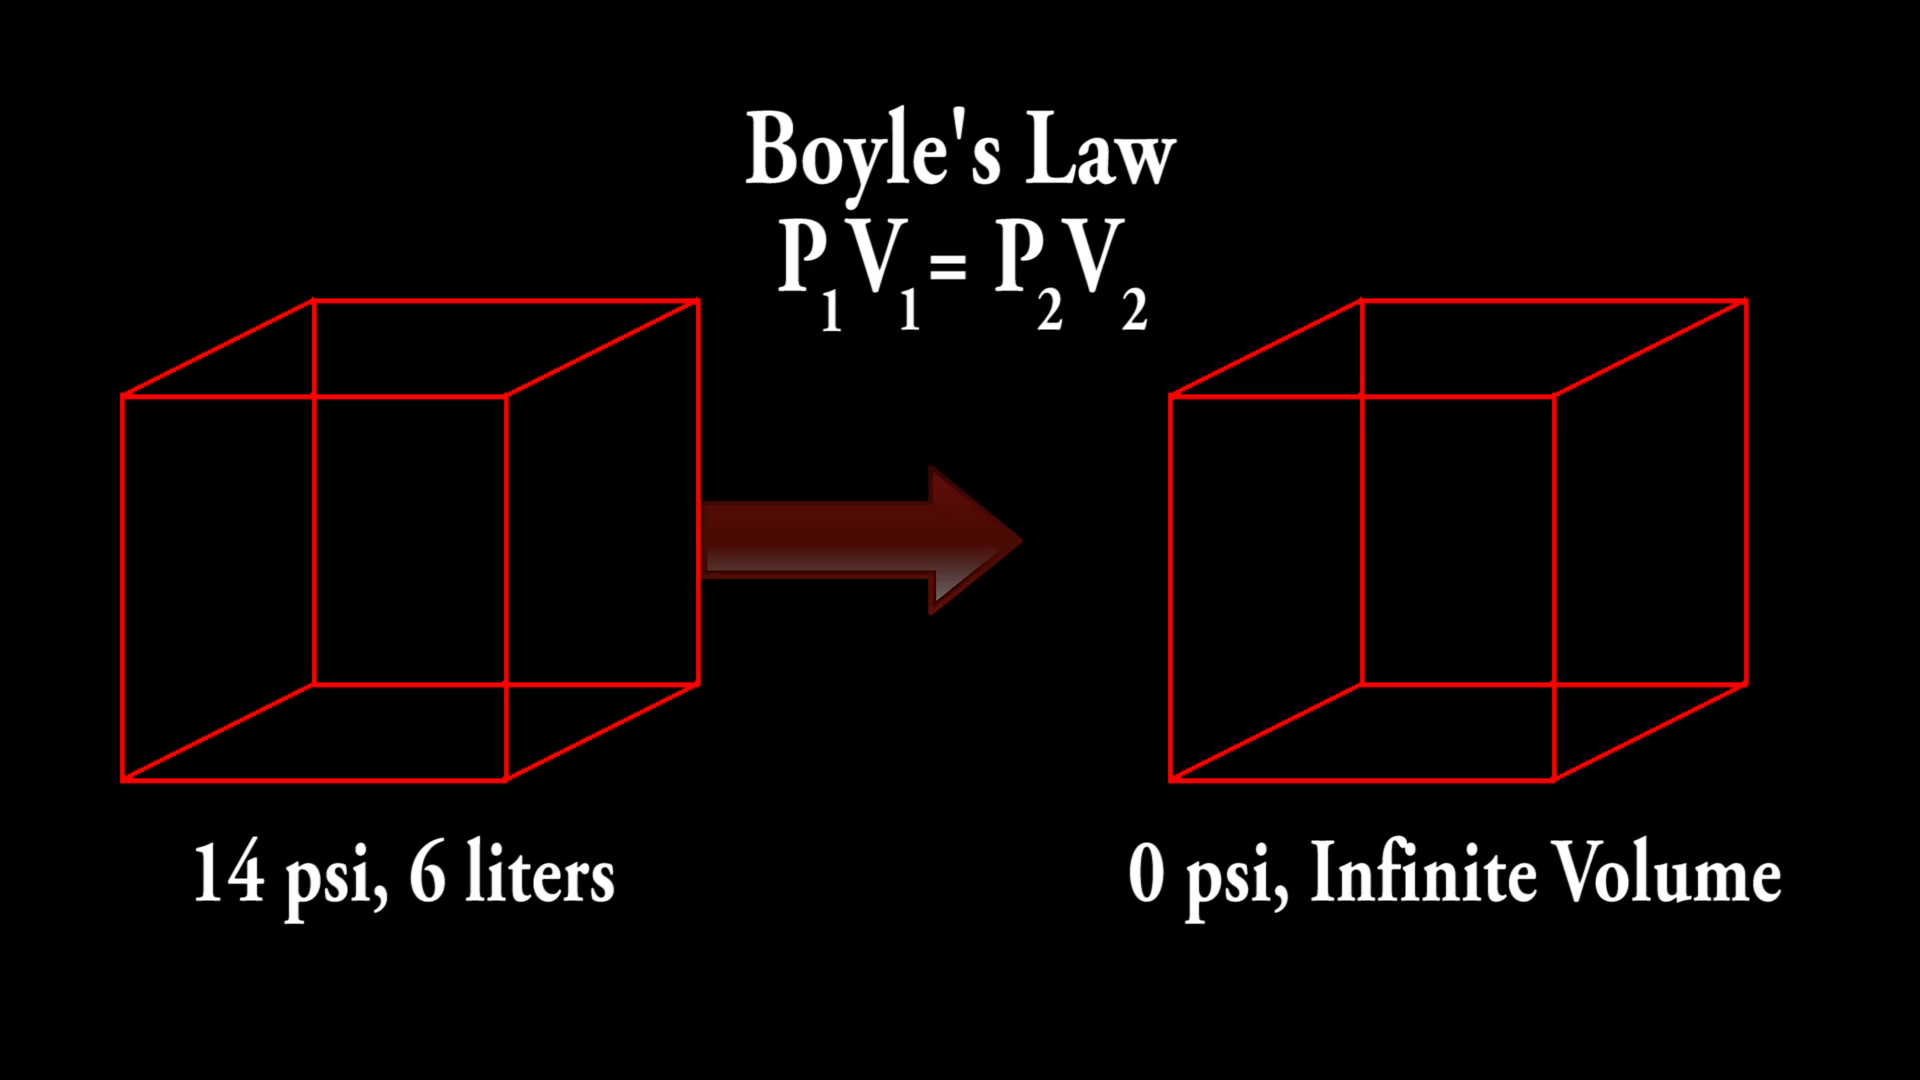 Boyle's Law
P₁V₁ = P₂V₂
14 psi, 6 liters
0 psi, Infinite Volume